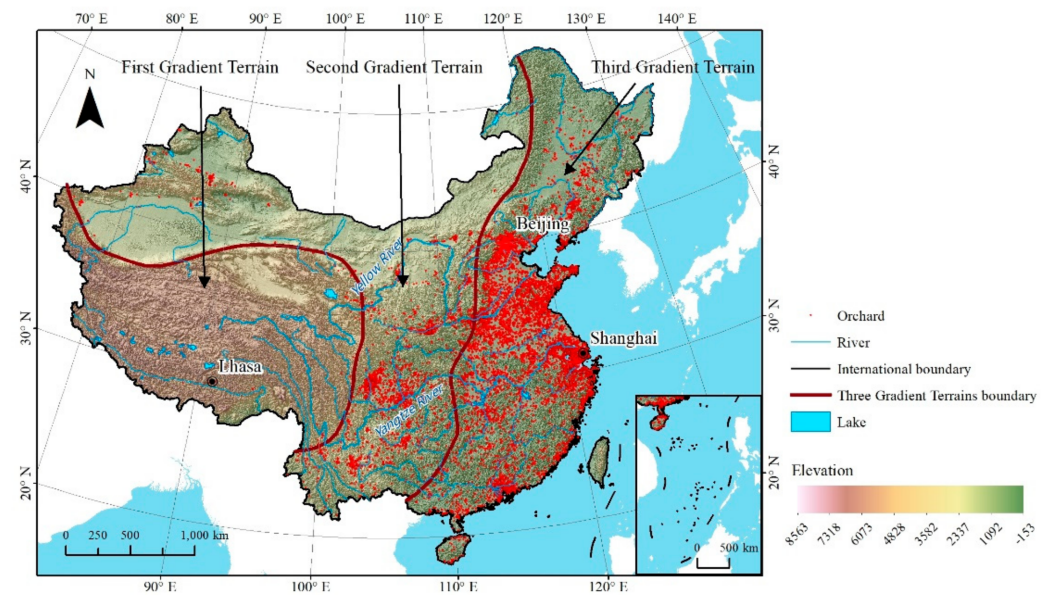 70° E 80° E 90° E 100° E 110° E 120° E 130° E 140° E
First Gradient Terrain Second Gradient Terrain Third Gradient Terrain
N
40° N
40° N
Beijing
Yellow River
30° N
30° N
Shanghai
Lhasa
Yangtze River
20° N
20° N
0 250 500 1,000 km
0 500 km
90° E 100° E 110° E 120° E
Orchard
River
International boundary
Three Gradient Terrains boundary
Lake
Elevation
8563 7318 6073 4828 3582 2337 1092 -153